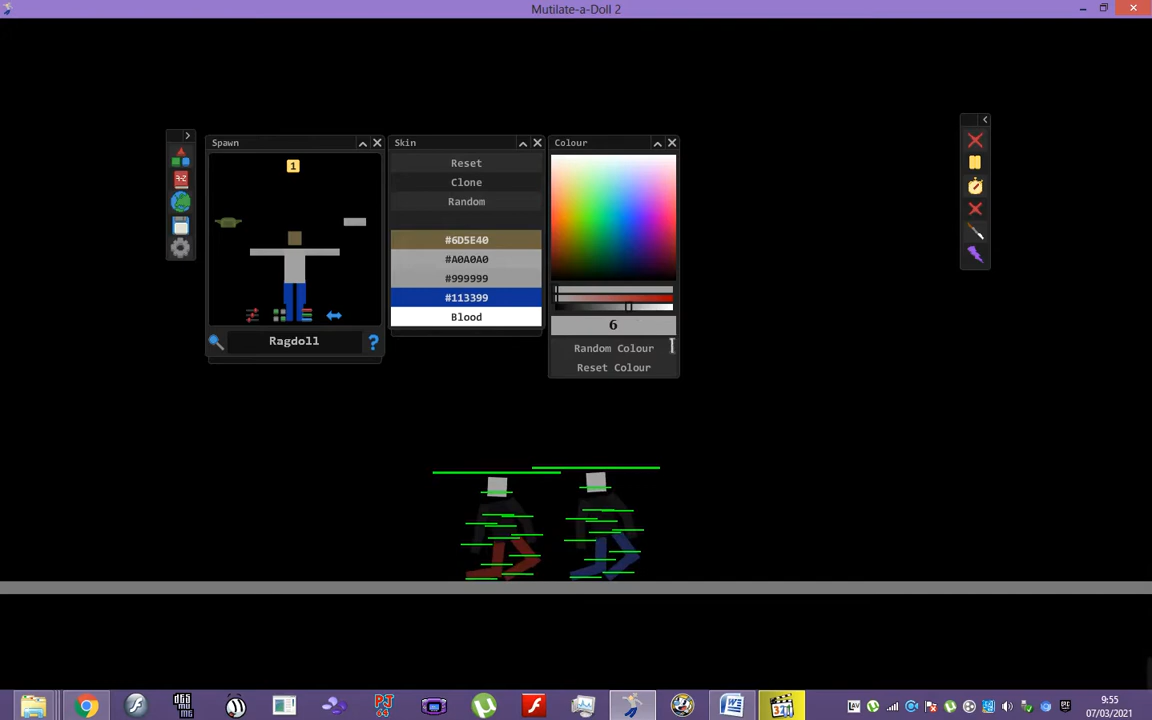 Mutilate-a-Doll 2
Spawn
1
Ragdoll
?
Skin
Reset
Clone
Random
#6D5E40
#A0A0A0
#999999
#113399
Blood
Colour
6
Random Colour
Reset Colour
9:55
07/03/2021